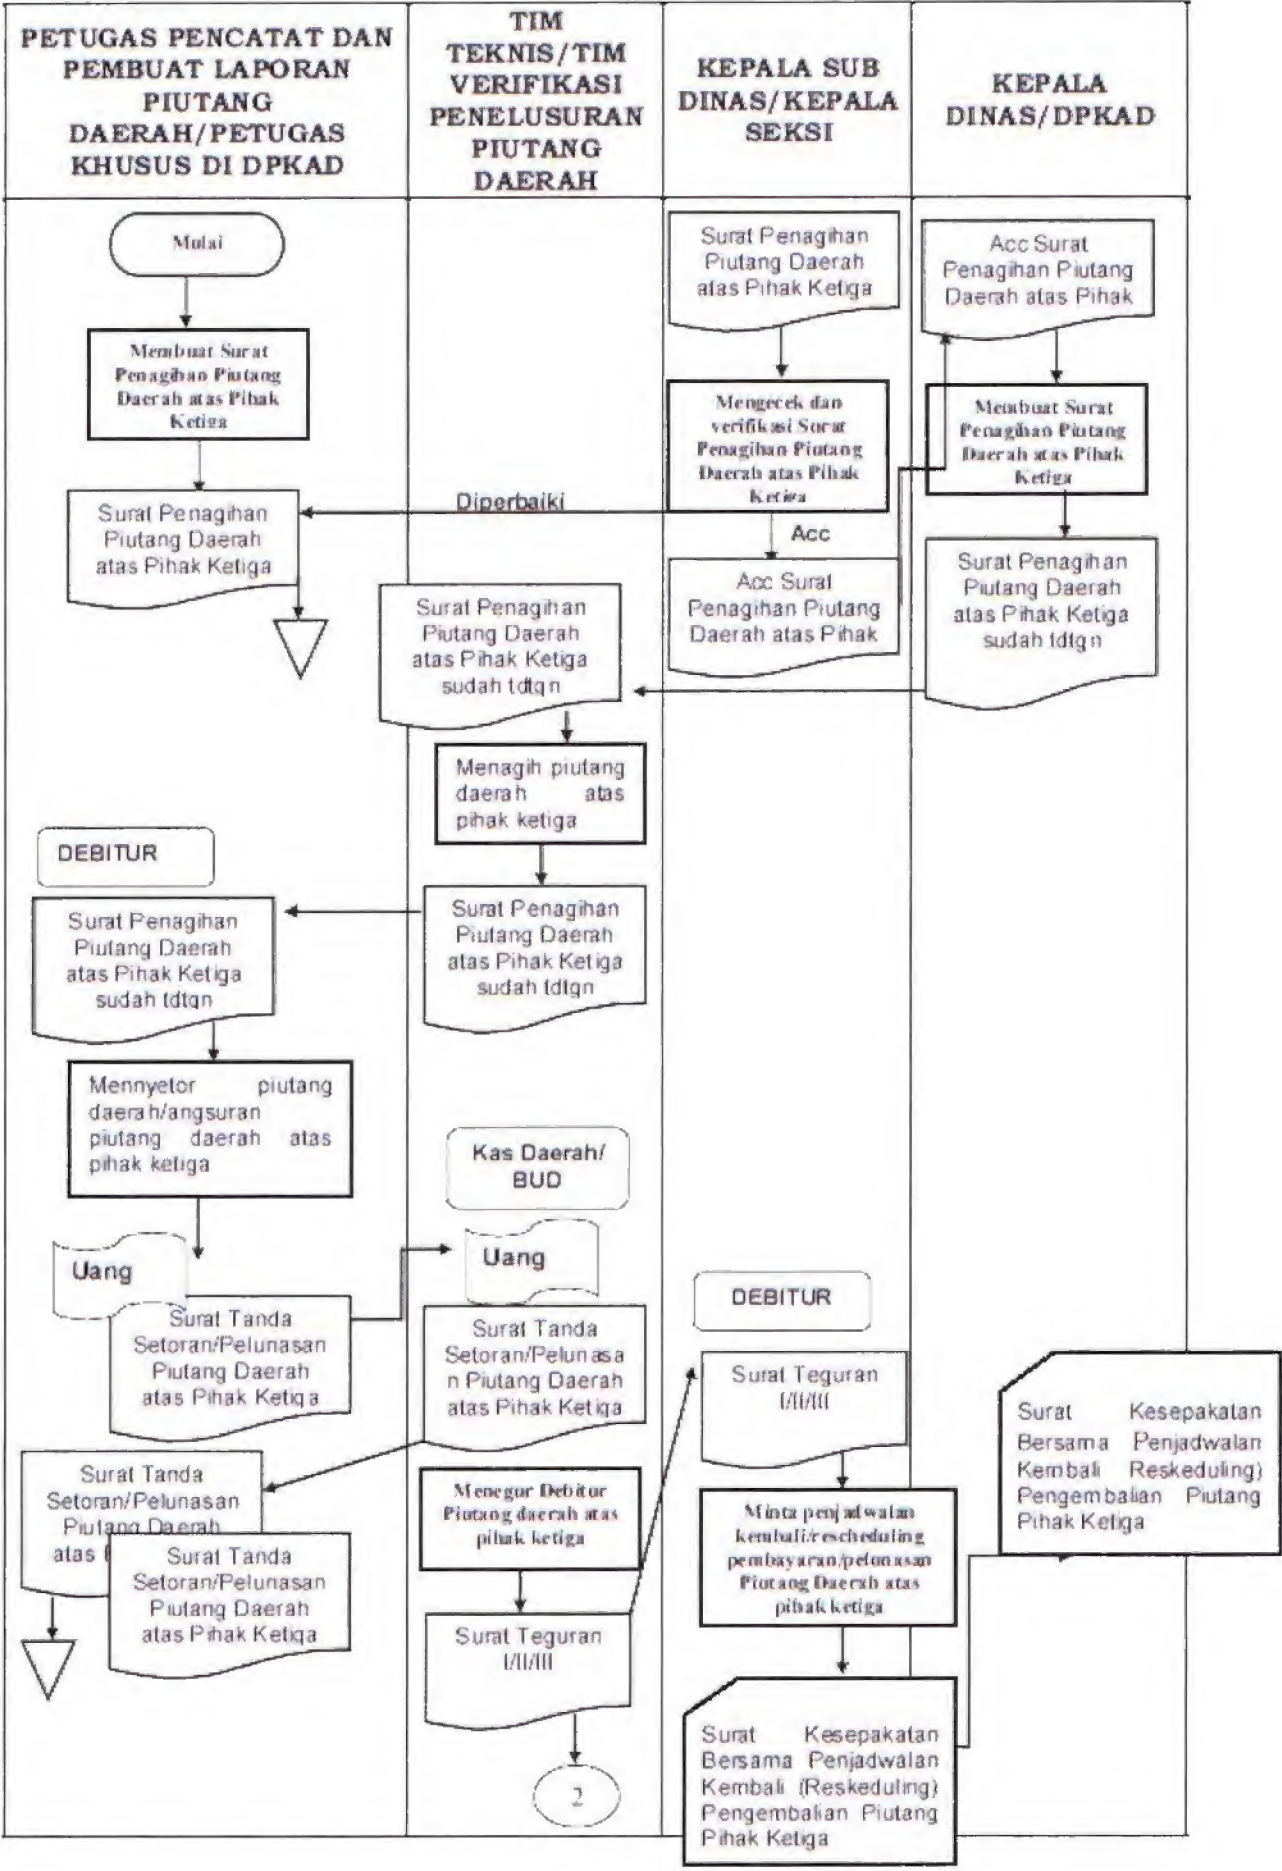 PETUGAS PENCATAT DAN
PEMBUAT LAPORAN
PIUTANG
DAERAH/PETUGAS
KHUSUS DI DPKAD
TIM
TEKNIS/TIM
VERIFIKASI
PENELUSURAN
PIUTANG
DAERAH
KEPALA SUB
DINAS/KEPALA
SEKSI
KEPALA
DINAS/DPKAD
Mulai
Membuat Surat
Penagihan Piutang
Daerah atas Pihak
Ketiga
Surat Penagihan
Piutang Daerah
atas Pihak Ketiga
Surat Penagihan
Piutang Daerah
atas Pihak Ketiga
Mengecek dan
verifikasi Surat
Penagihan Piutang
Daerah atas Pihak
Ketiga
Diperbaiki
Acc
Acc Surat
Penagihan Piutang
Daerah atas Pihak
Acc Surat
Penagihan Piutang
Daerah atas Pihak
Membuat Surat
Penagihan Piutang
Daerah atas Pihak
Ketiga
Surat Penagihan
Piutang Daerah
atas Pihak Ketiga
sudah tdtgn
Surat Penagihan
Piutang Daerah
atas Pihak Ketiga
sudah tdtgn
Menagih piutang
daerah atas
pihak ketiga
Surat Penagihan
Piutang Daerah
atas Pihak Ketiga
sudah tdtgn
DEBITUR
Surat Penagihan
Piutang Daerah
atas Pihak Ketiga
sudah tdtgn
Mennyetor piutang
daerah/angsuran
piutang daerah atas
pihak ketiga
Uang
Surat Tanda
Setoran/Pelunasan
Piutang Daerah
atas Pihak Ketiga
Kas Daerah/
BUD
Uang
Surat Tanda
Setoran/Pelunasa
n Piutang Daerah
atas Pihak Ketiga
Surat Tanda
Setoran/Pelunasan
Piutang Daerah
atas
Surat Tanda
Setoran/Pelunasan
Piutang Daerah
atas Pihak Ketiga
Menegur Debitur
Piutang daerah atas
pihak ketiga
Surat Teguran
I/II/III
2
DEBITUR
Surat Teguran
I/II/III
Minta penjadwalan
kembali/rescheduling
pembayaran/pelunasan
Piutang Daerah atas
pihak ketiga
Surat Kesepakatan
Bersama Penjadwalan
Kembali (Reskeduling)
Pengembalian Piutang
Pihak Ketiga
Surat Kesepakatan
Bersama Penjadwalan
Kembali Reskeduling)
Pengembalian Piutang
Pihak Ketiga